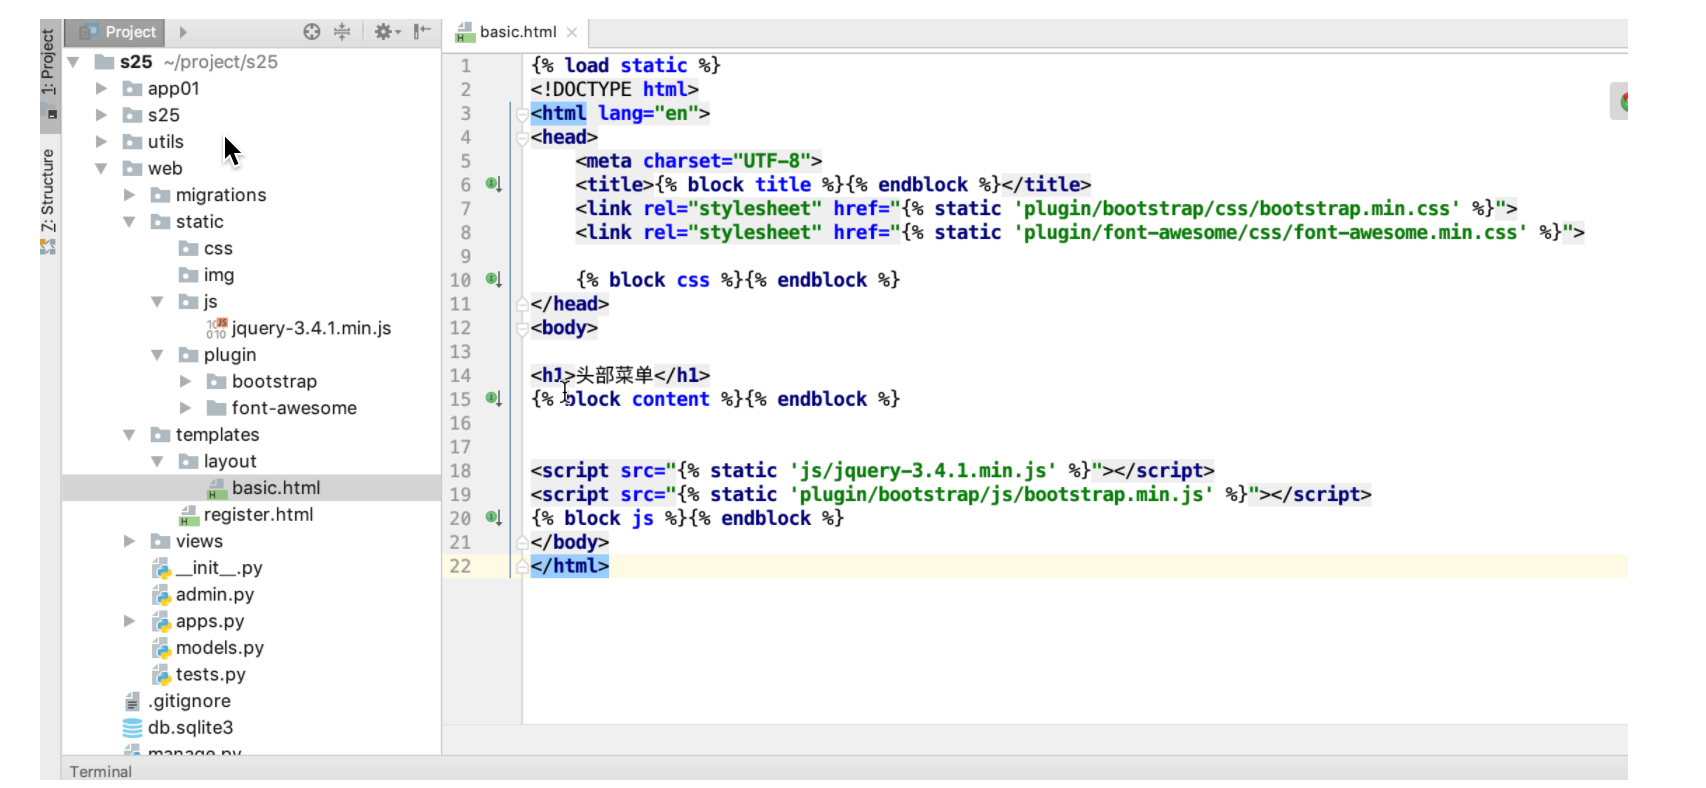 1: Project
Z: Structure
Project
s25 ~/project/s25
app01
s25
utils
web
migrations
static
css
img
js
jquery-3.4.1.min.js
plugin
bootstrap
font-awesome
templates
layout
basic.html
register.html
views
__init__.py
admin.py
apps.py
models.py
tests.py
.gitignore
db.sqlite3
manage.py
basic.html
1 {% load static %}
2 <!DOCTYPE html>
3 <html lang="en">
4 <head>
5     <meta charset="UTF-8">
6     <title>{% block title %}{% endblock %}</title>
7     <link rel="stylesheet" href="{% static 'plugin/bootstrap/css/bootstrap.min.css' %}">
8     <link rel="stylesheet" href="{% static 'plugin/font-awesome/css/font-awesome.min.css' %}">
9
10     {% block css %}{% endblock %}
11 </head>
12 <body>
13
14 <h1>头部菜单</h1>
15 {% block content %}{% endblock %}
16
17
18 <script src="{% static 'js/jquery-3.4.1.min.js' %}"></script>
19 <script src="{% static 'plugin/bootstrap/js/bootstrap.min.js' %}"></script>
20 {% block js %}{% endblock %}
21 </body>
22 </html>
Terminal